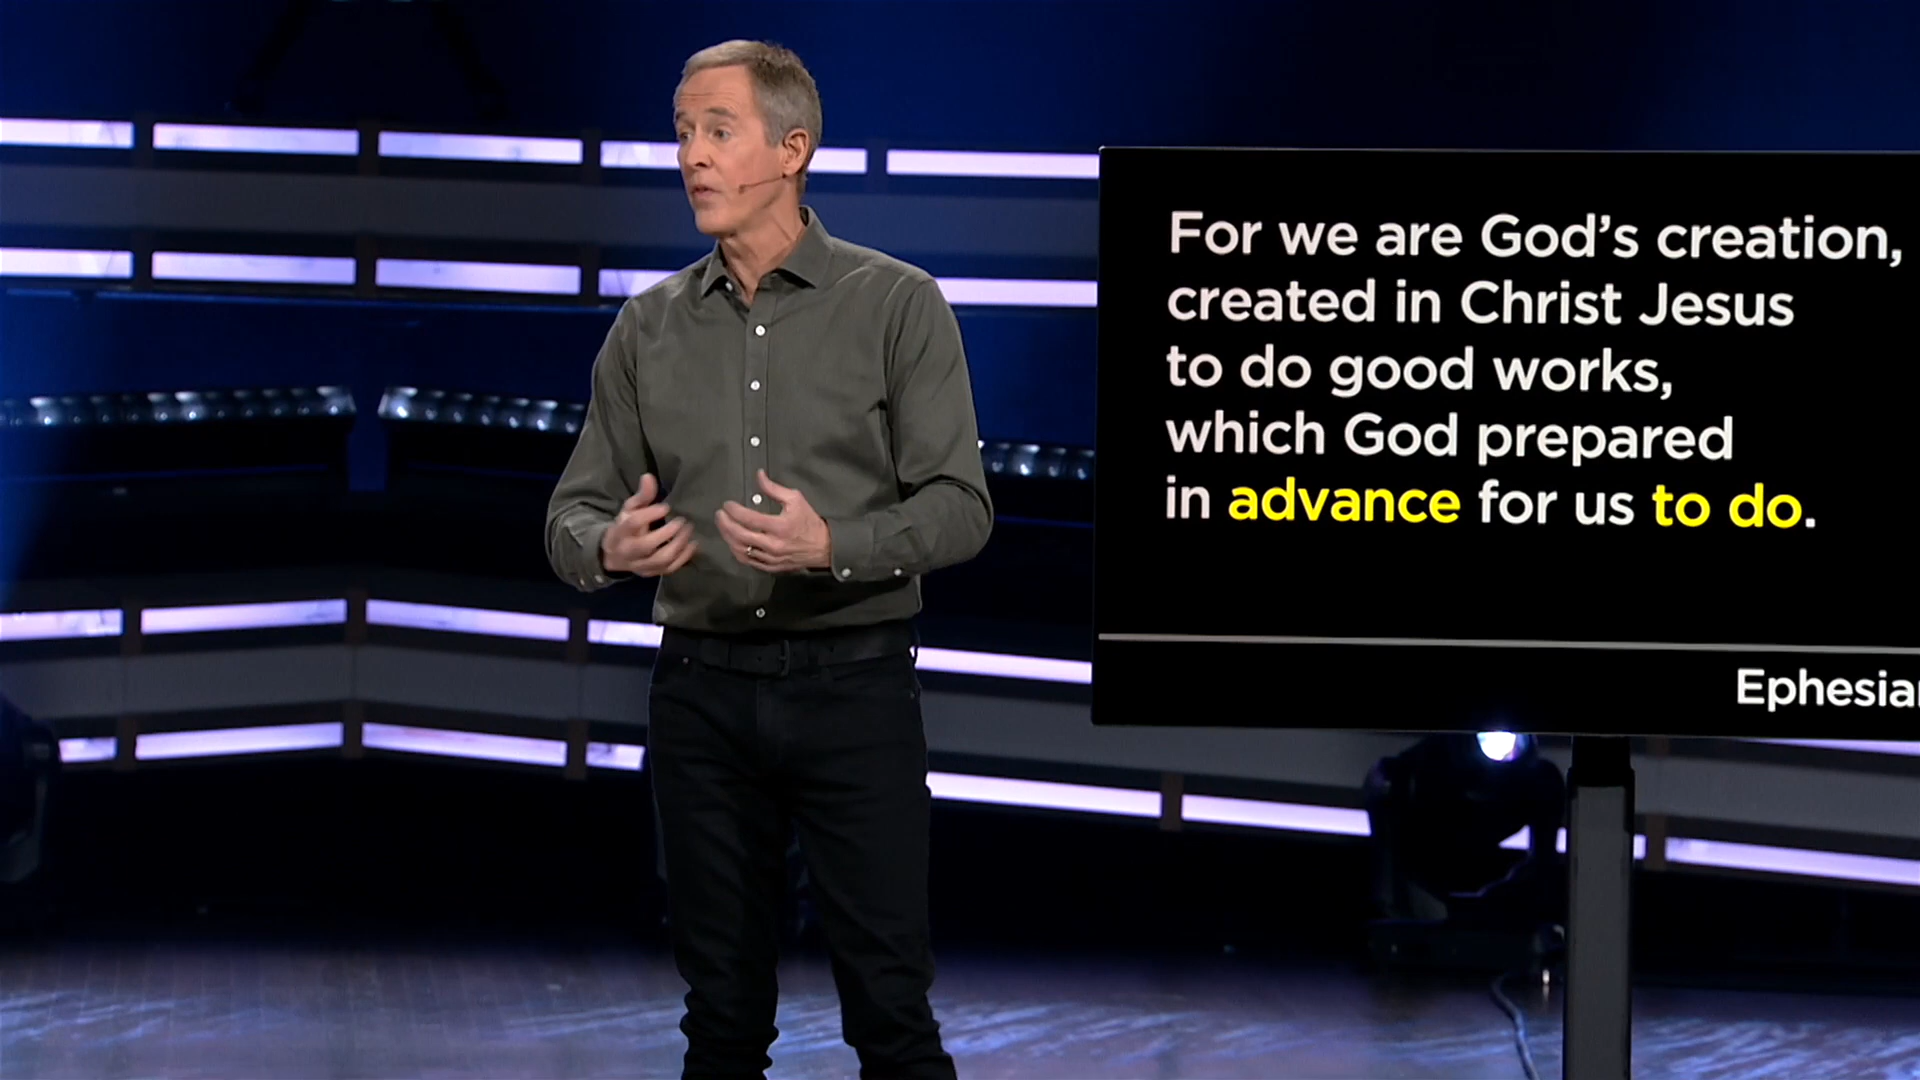 For we are God’s creation,
created in Christ Jesus
to do good works,
which God prepared
in advance for us to do.